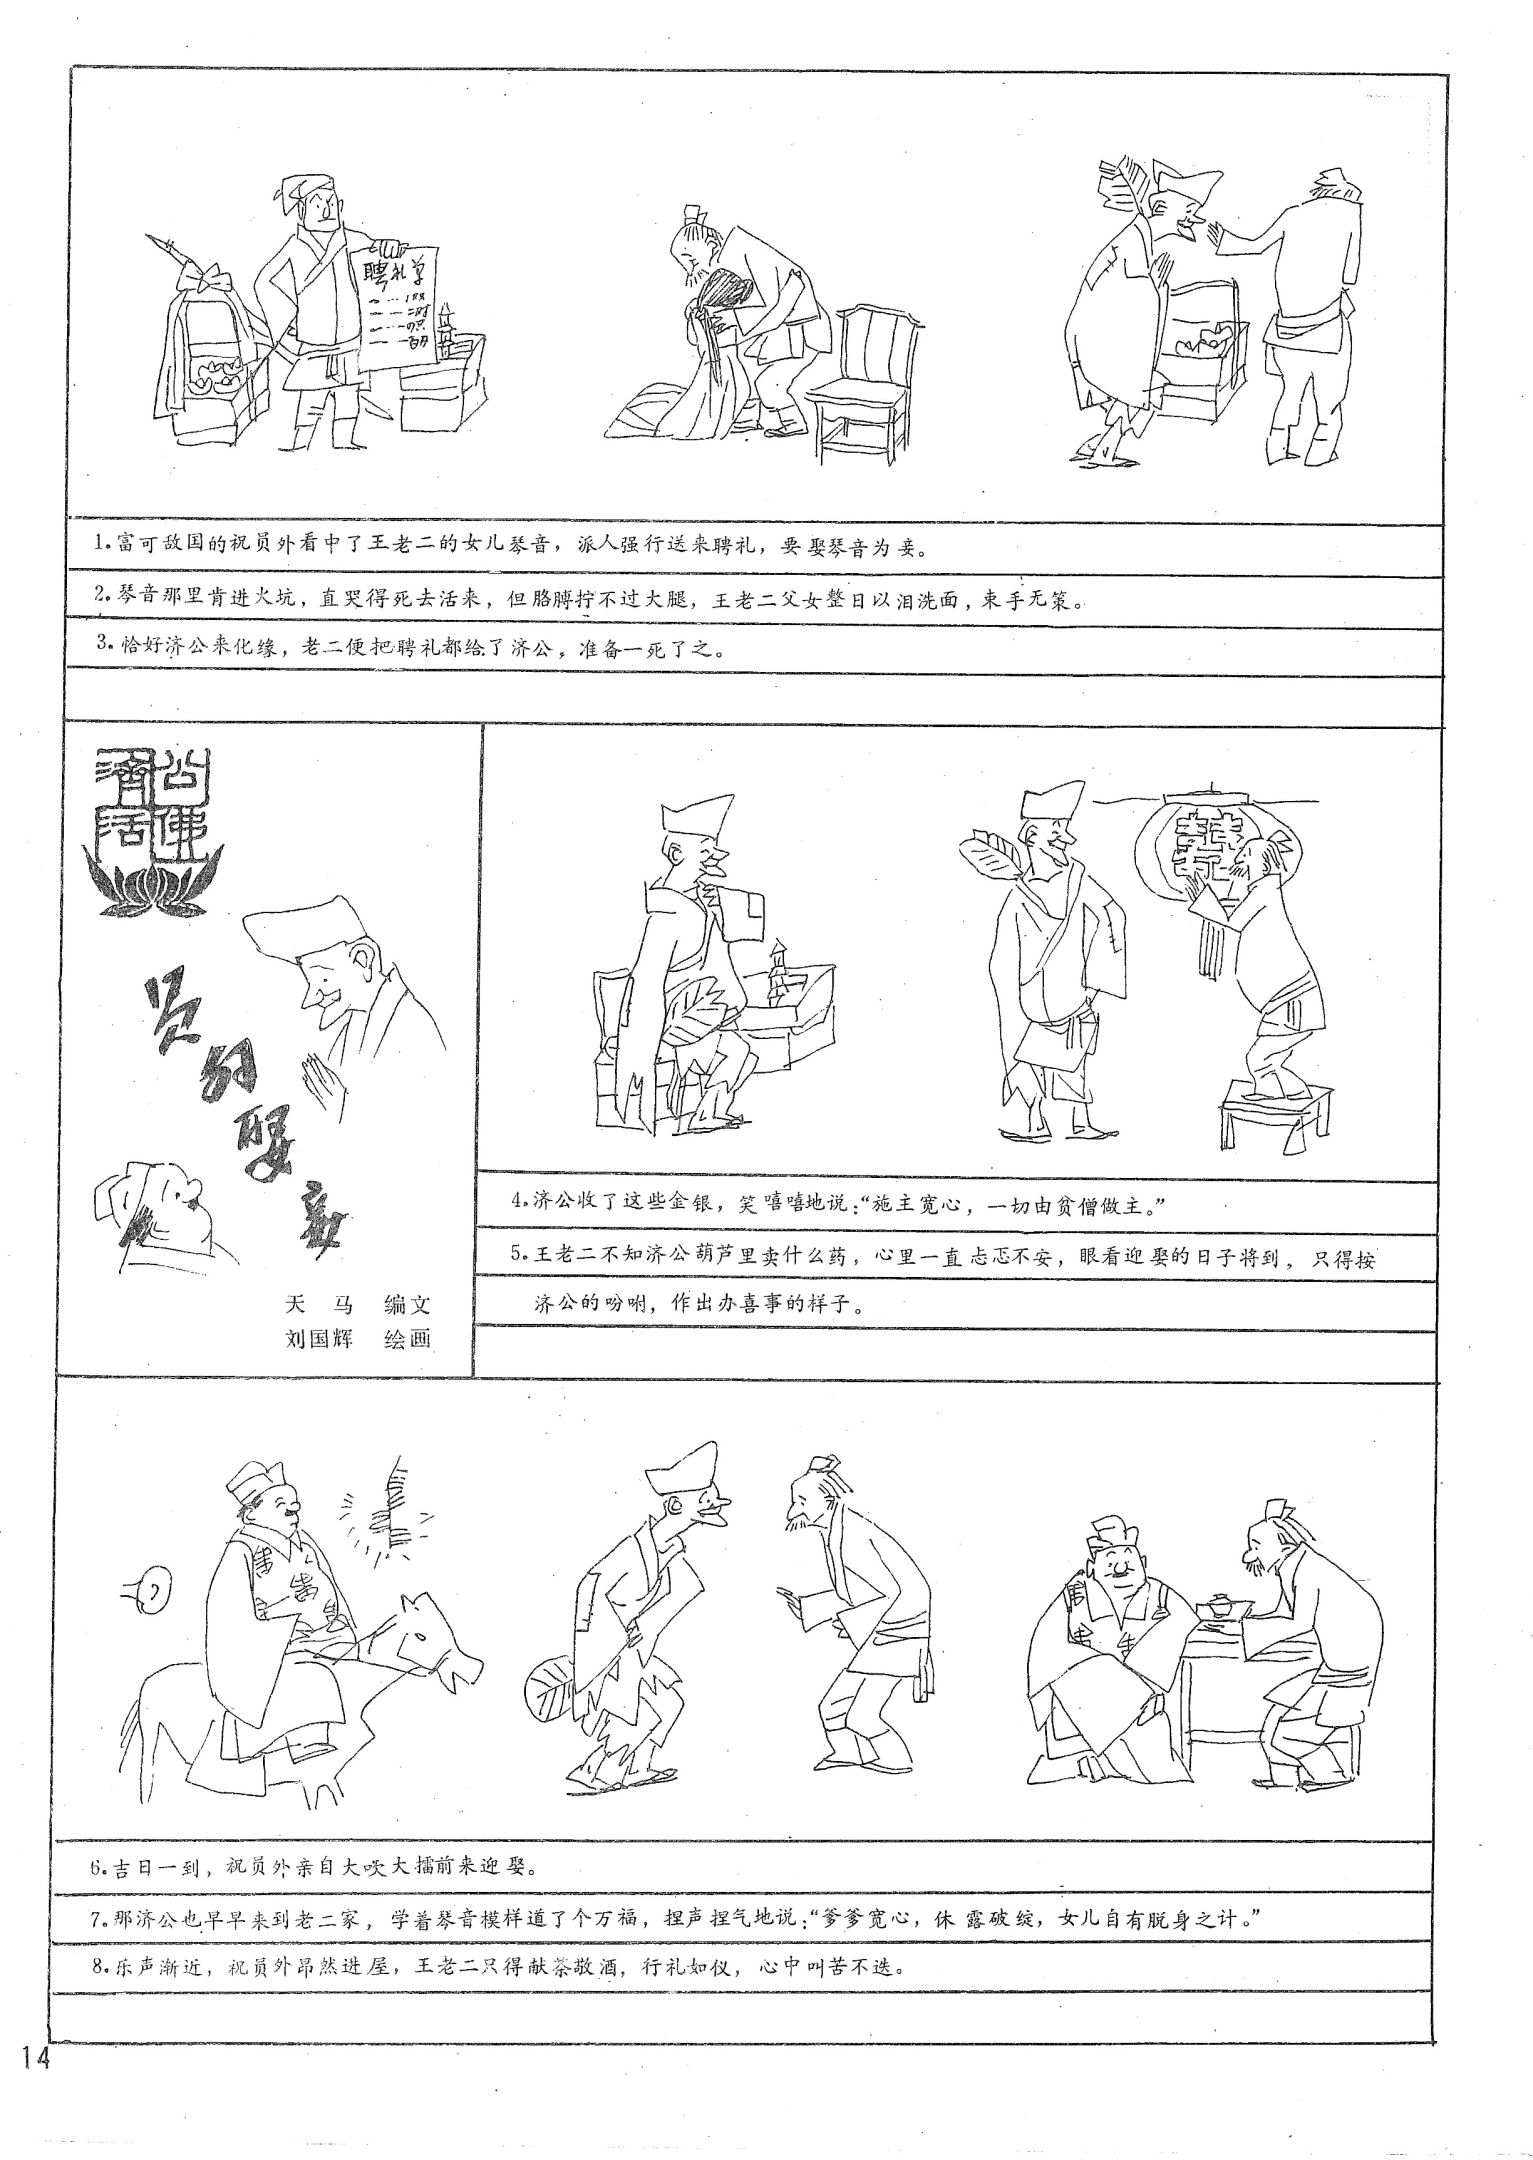 聘礼单
1.富可敌国的祝员外看中了王老二的女儿琴音，派人强行送来聘礼，要娶琴音为妾。
2.琴音那里肯进火坑，直哭得死去活来，但胳膊拧不过大腿，王老二父女整日以泪洗面，束手无策。
3.恰好济公来化缘，老二便把聘礼都给了济公，准备一死了之。
济公
活佛
员外娶亲
天马 编文
刘国辉 绘画
囍
4.济公收了这些金银，笑嘻嘻地说：“施主宽心，一切由贫僧做主。”
5.王老二不知济公葫芦里卖什么药，心里一直忐忑不安，眼看迎娶的日子将到，只得按
济公的吩咐，作出办喜事的样子。
6.吉日一到，祝员外亲自大吹大擂前来迎娶。
7.那济公也早早来到老二家，学着琴音模样道了个万福，捏声捏气地说：“爹爹宽心，休露破绽，女儿自有脱身之计。”
8.乐声渐近，祝员外昂然进屋，王老二只得献茶敬酒，行礼如仪，心中叫苦不迭。
14